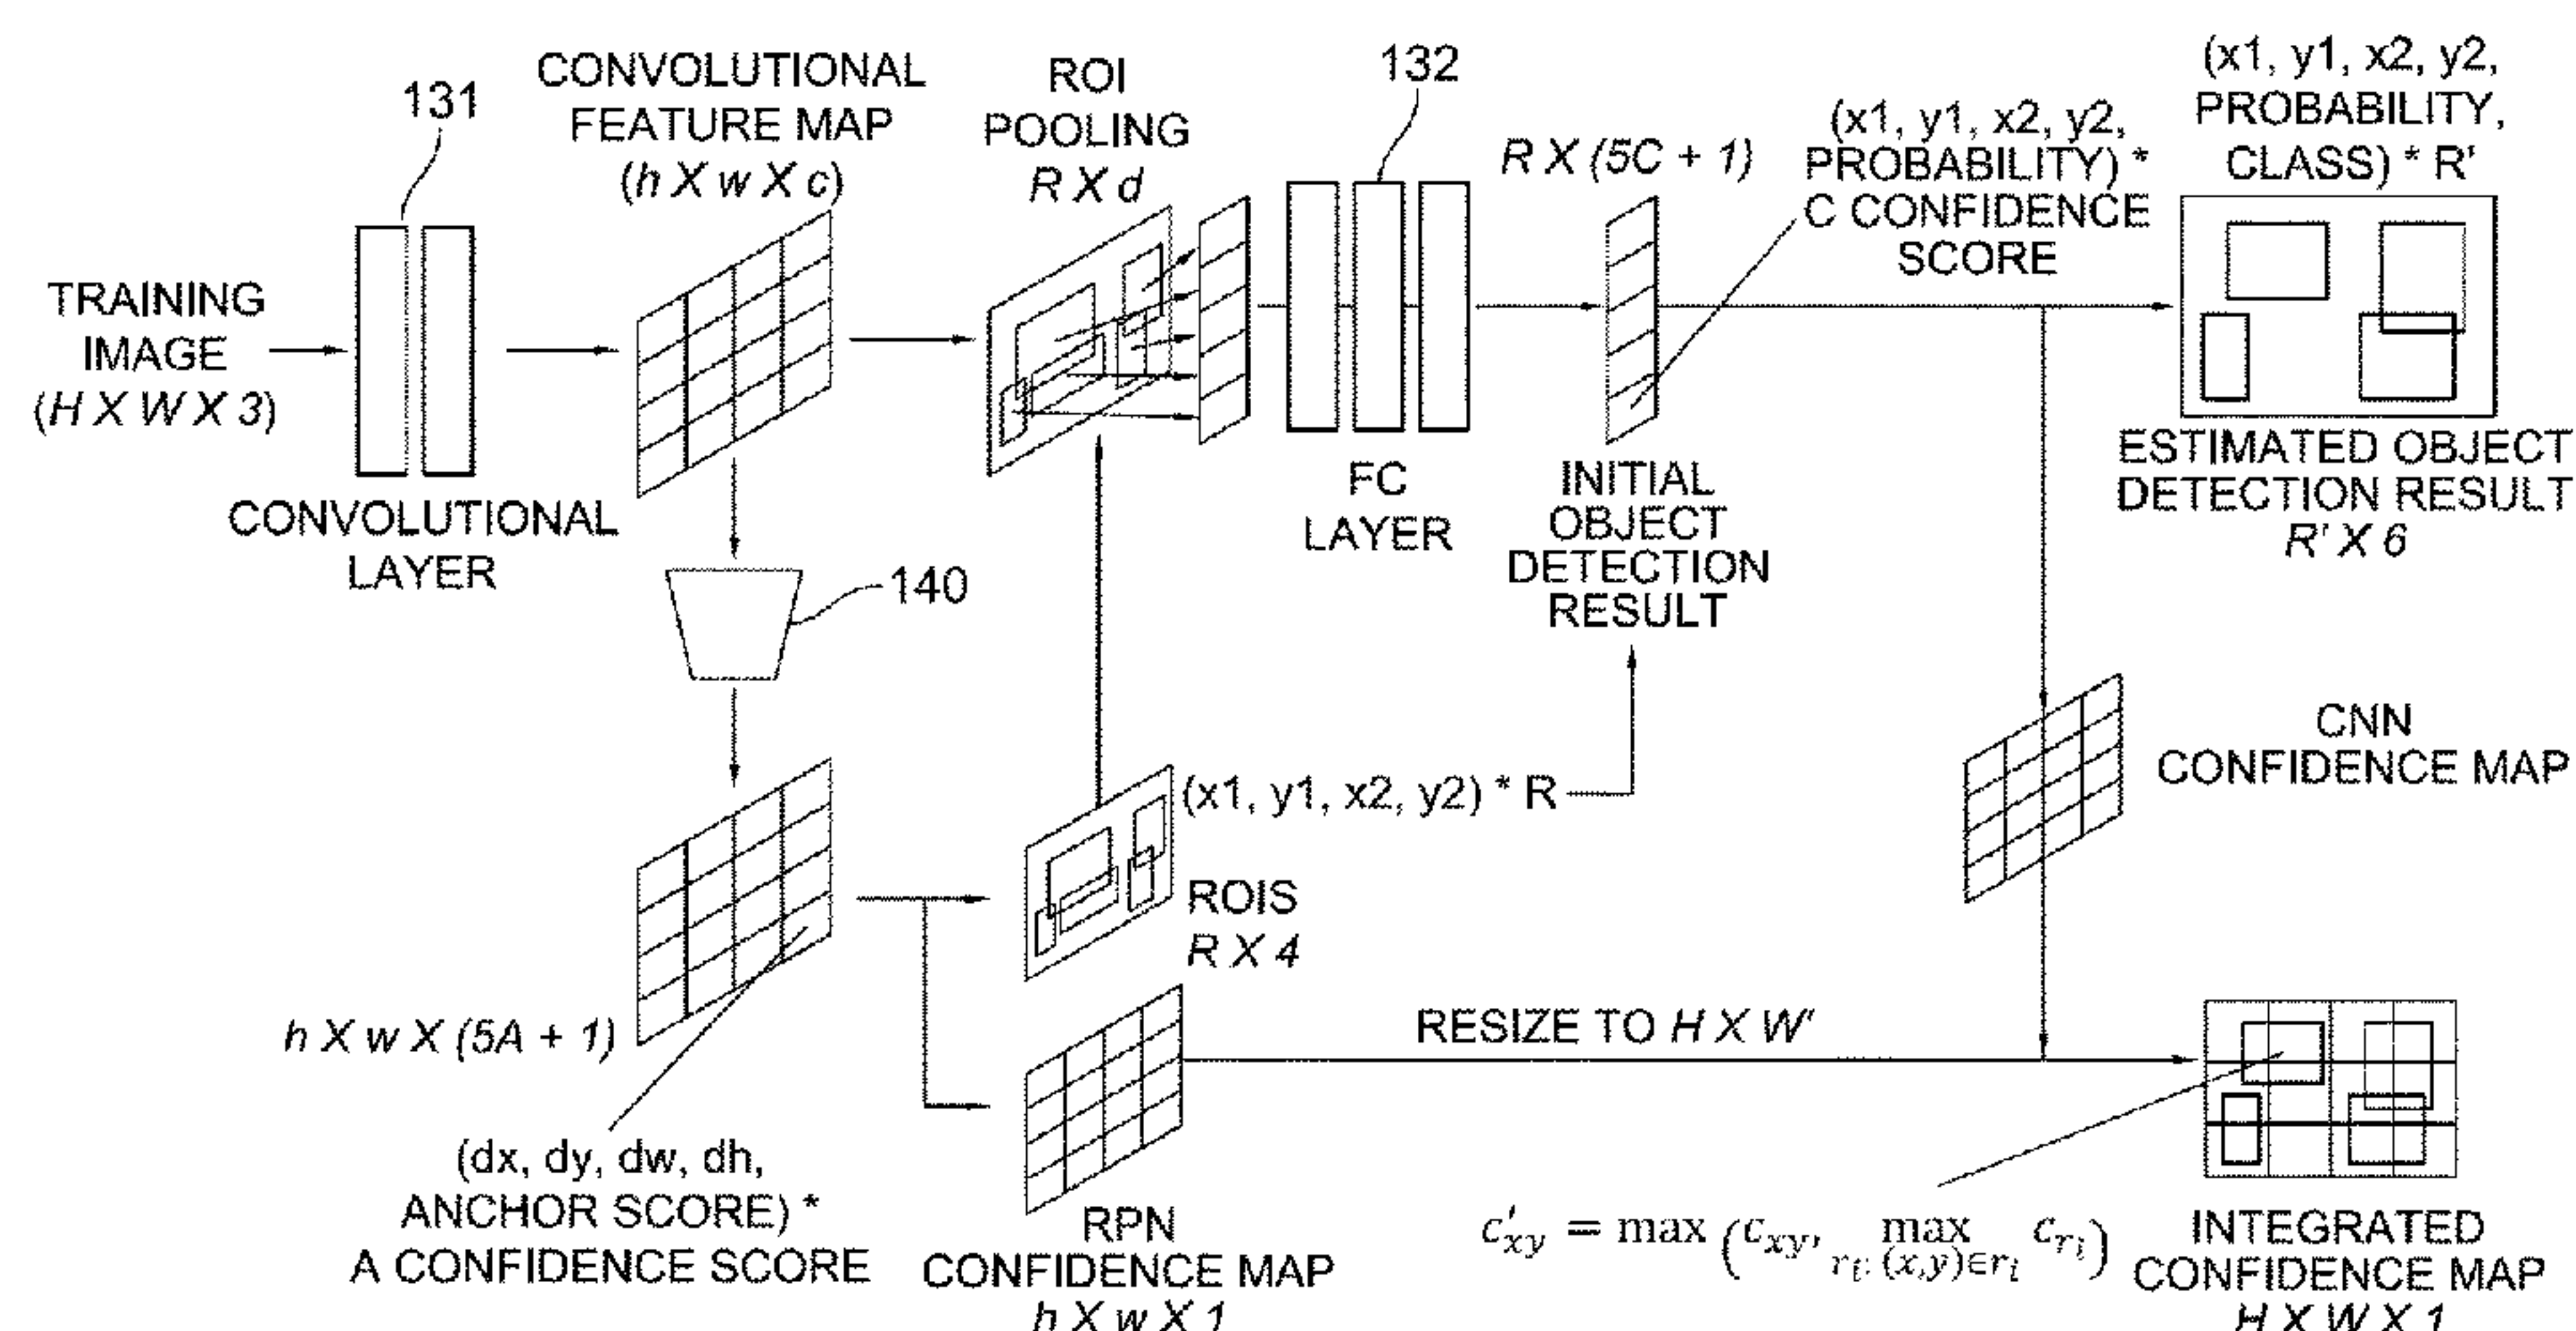 131
CONVOLUTIONAL
FEATURE MAP
(h X w X c)
ROI
POOLING
R X d
132
R X (5C + 1)
(x1, y1, x2, y2,
PROBABILITY) *
C CONFIDENCE
SCORE
(x1, y1, x2, y2,
PROBABILITY,
CLASS) * R'
TRAINING
IMAGE
(H X W X 3)
CONVOLUTIONAL
LAYER
FC
LAYER
INITIAL
OBJECT
DETECTION
RESULT
ESTIMATED OBJECT
DETECTION RESULT
R' X 6
140
CNN
CONFIDENCE MAP
(x1, y1, x2, y2) * R
ROIS
R X 4
h X w X (5A + 1)
RESIZE TO H X W'
(dx, dy, dw, dh,
ANCHOR SCORE) *
A CONFIDENCE SCORE
RPN
CONFIDENCE MAP
h X w X 1
c'xy = max (cxy, max ri: (x,y)∈ri cri)
INTEGRATED
CONFIDENCE MAP
H X W X 1